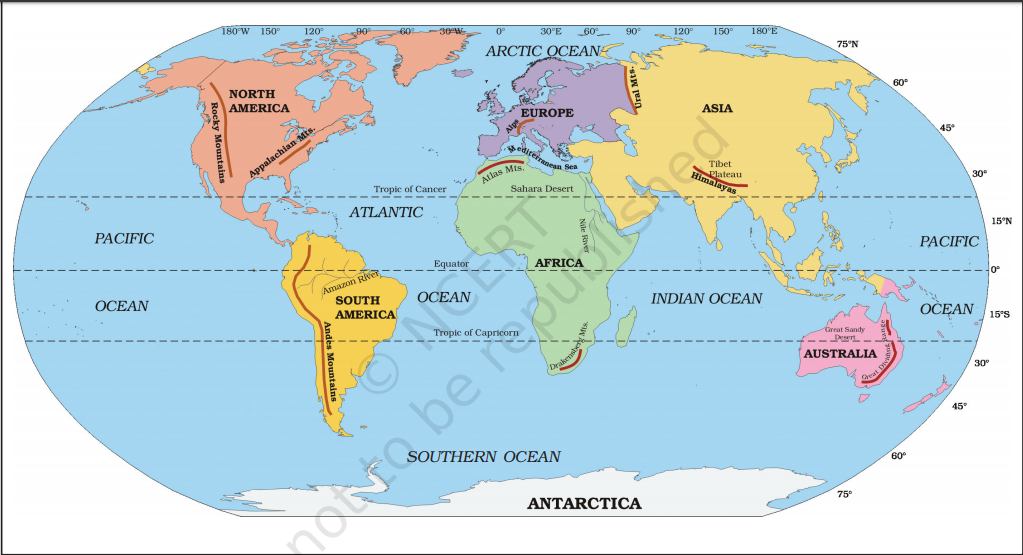 180°W 150° 120° 90° 60° 30°W 0° 30°E 60° 90° 120° 150° 180°E
ARCTIC OCEAN
75°N
60°
45°
30°
15°N
0°
15°S
30°
45°
60°
75°
NORTH
AMERICA
Rocky Mountains
Appalachian Mts.
EUROPE
Alps
Ural Mts.
ASIA
Mediterranean Sea
Atlas Mts.
Tibet
Plateau
Himalayas
Tropic of Cancer
Sahara Desert
ATLANTIC
OCEAN
Nile River
PACIFIC
OCEAN
PACIFIC
OCEAN
Equator
AFRICA
Amazon River
SOUTH
AMERICA
Andes Mountains
INDIAN OCEAN
Tropic of Capricorn
Drakensberg Mts.
Great Sandy
Desert
AUSTRALIA
Great Dividing Range
SOUTHERN OCEAN
ANTARCTICA
© NCERT
not to be republished